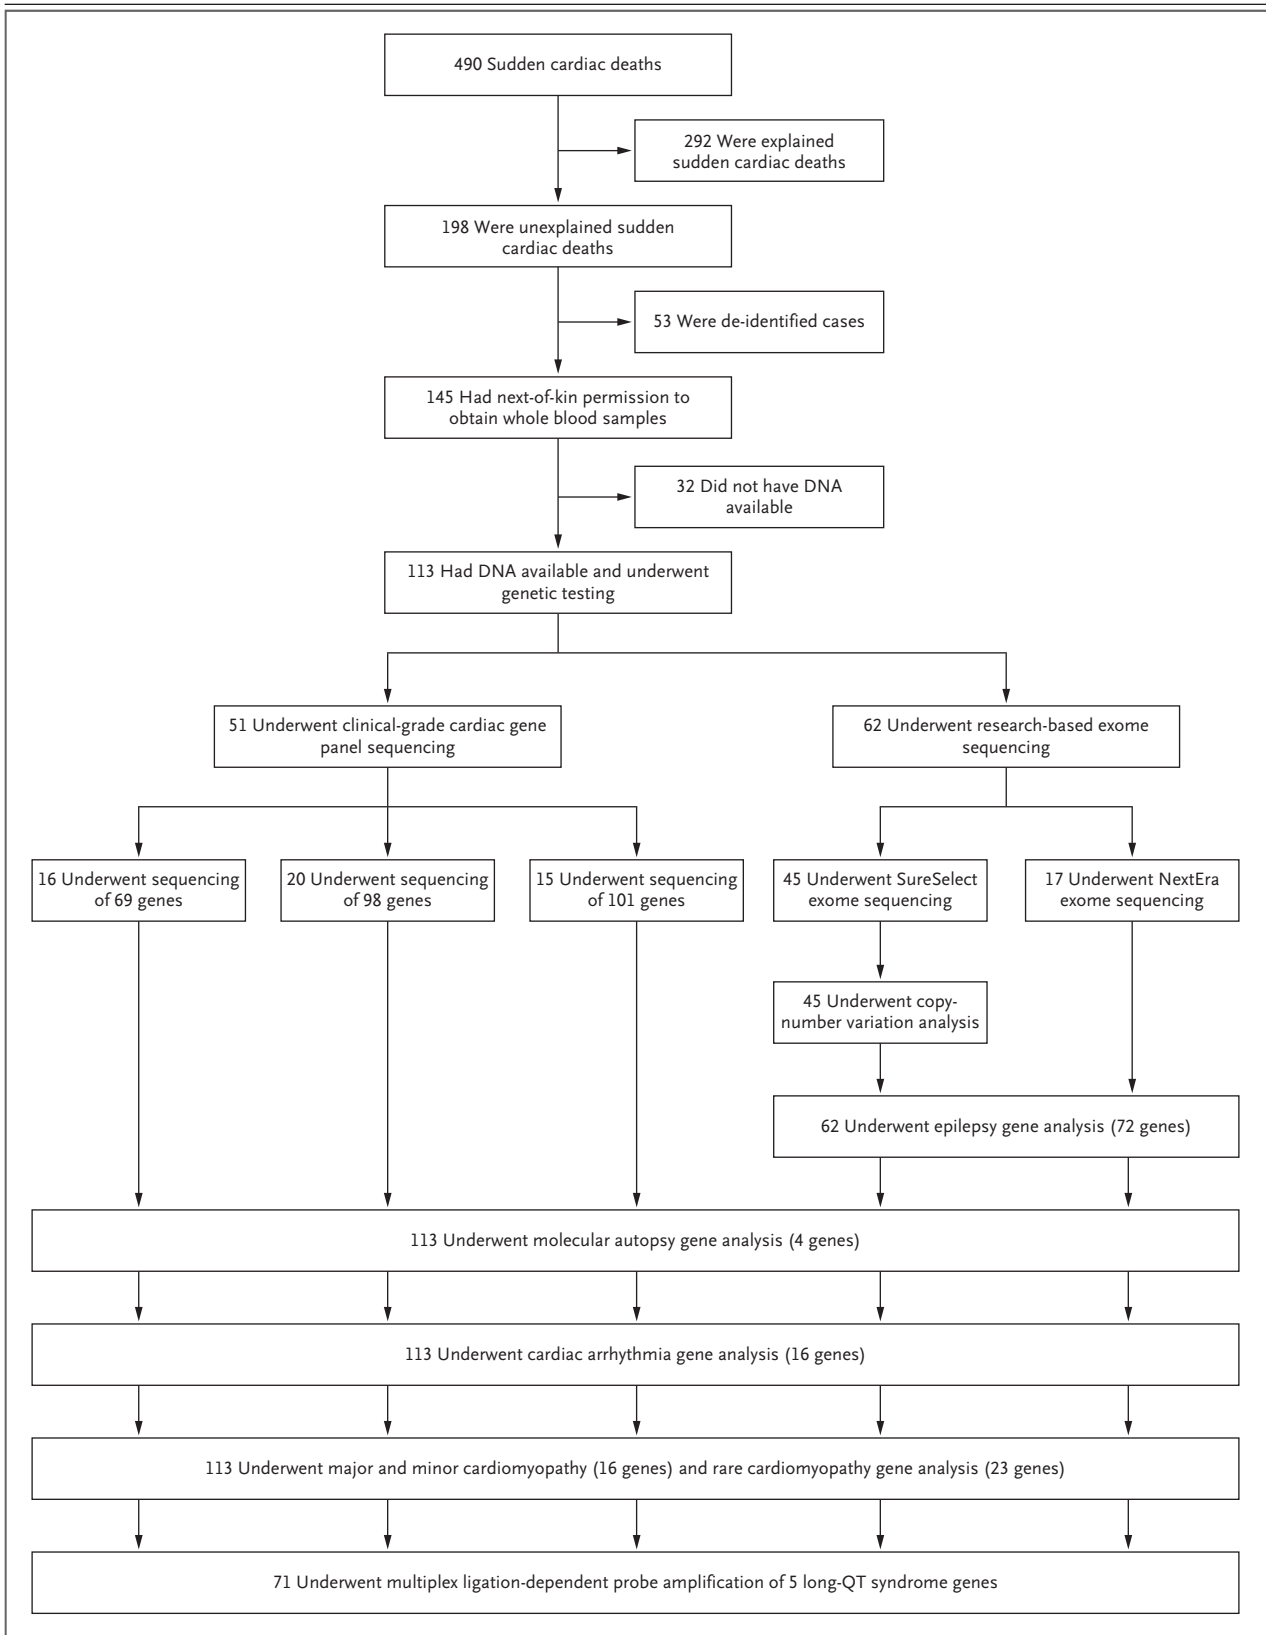 490 Sudden cardiac deaths
292 Were explained
sudden cardiac deaths
198 Were unexplained sudden
cardiac deaths
53 Were de-identified cases
145 Had next-of-kin permission to
obtain whole blood samples
32 Did not have DNA
available
113 Had DNA available and underwent
genetic testing
51 Underwent clinical-grade cardiac gene
panel sequencing
62 Underwent research-based exome
sequencing
16 Underwent sequencing
of 69 genes
20 Underwent sequencing
of 98 genes
15 Underwent sequencing
of 101 genes
45 Underwent SureSelect
exome sequencing
17 Underwent NextEra
exome sequencing
45 Underwent copy-
number variation analysis
62 Underwent epilepsy gene analysis (72 genes)
113 Underwent molecular autopsy gene analysis (4 genes)
113 Underwent cardiac arrhythmia gene analysis (16 genes)
113 Underwent major and minor cardiomyopathy (16 genes) and rare cardiomyopathy gene analysis (23 genes)
71 Underwent multiplex ligation-dependent probe amplification of 5 long-QT syndrome genes